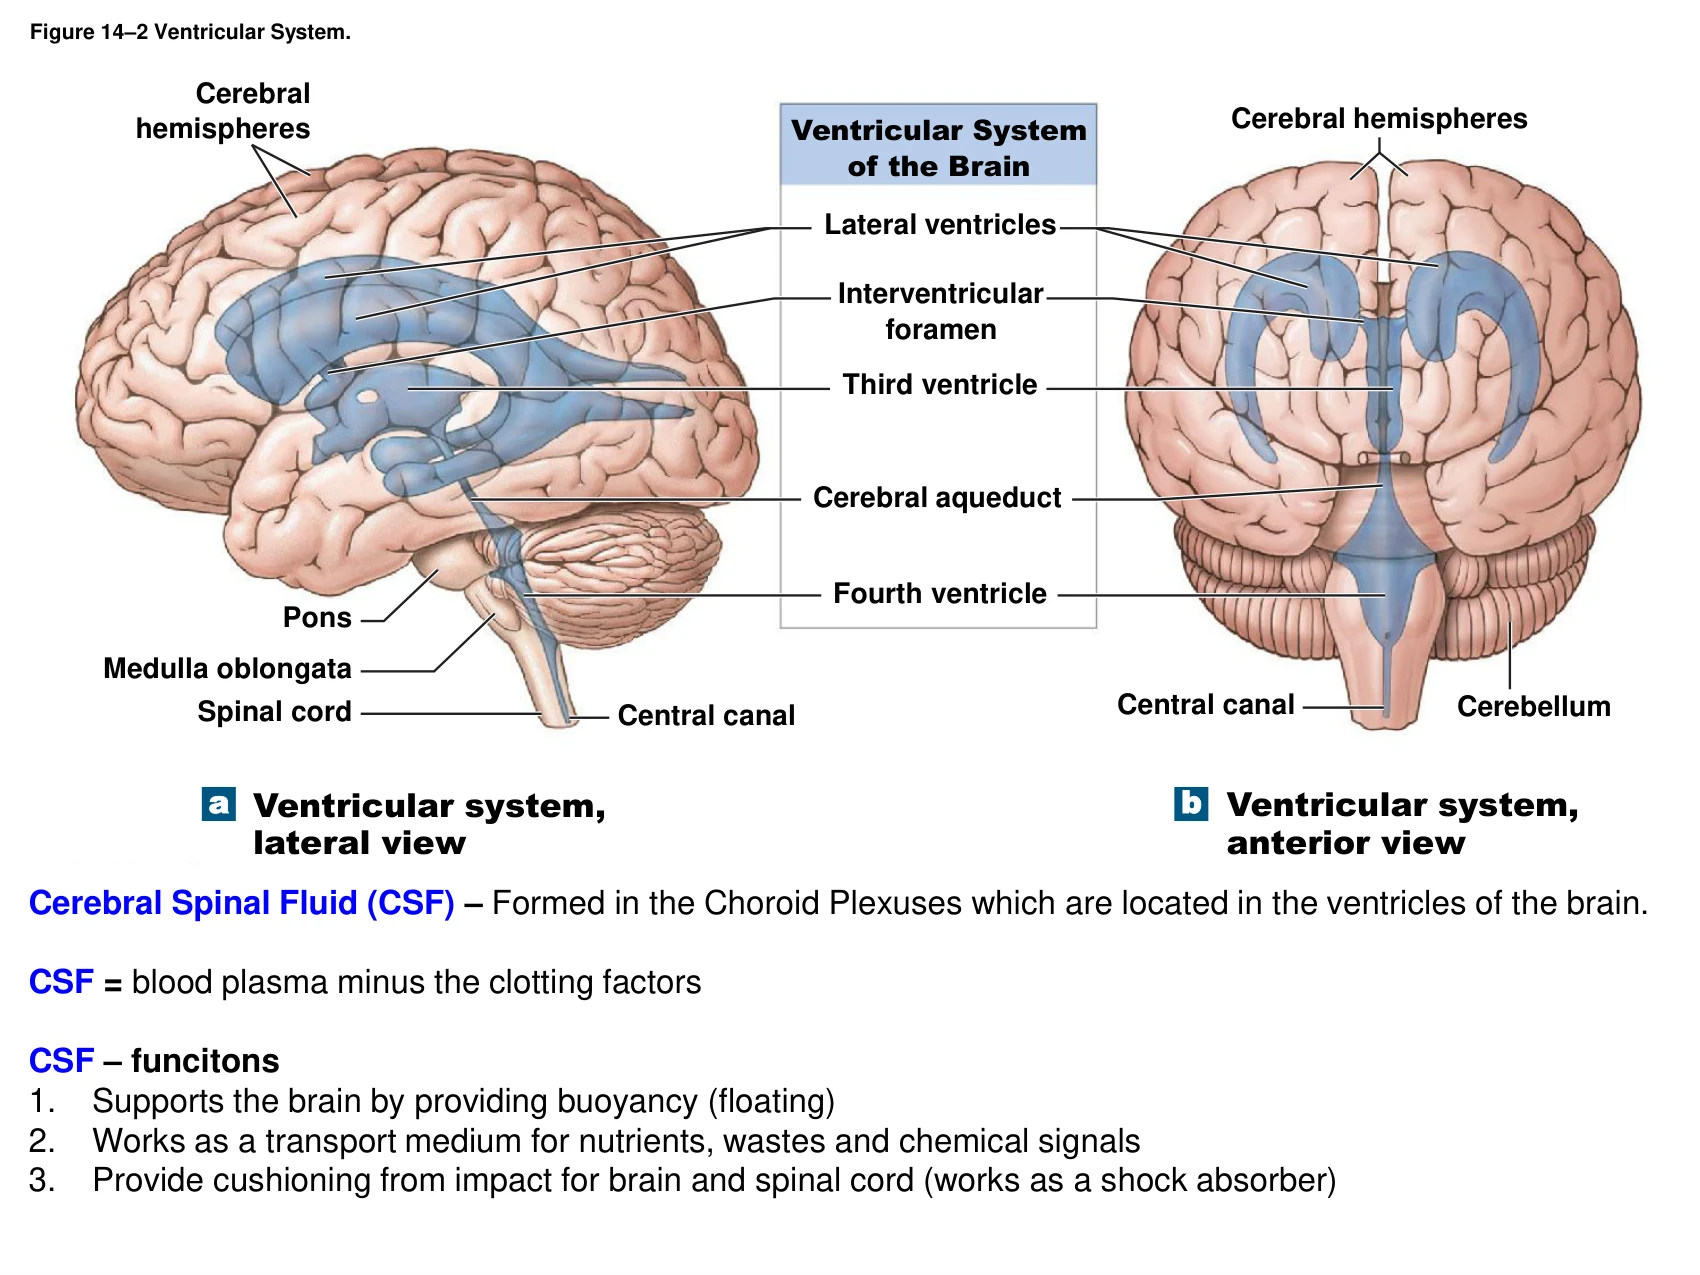 Figure 14–2 Ventricular System.
Cerebral
hemispheres
Ventricular System
of the Brain
Cerebral hemispheres
Lateral ventricles
Interventricular
foramen
Third ventricle
Cerebral aqueduct
Fourth ventricle
Pons
Medulla oblongata
Spinal cord
Central canal
Central canal
Cerebellum
a Ventricular system,
lateral view
b Ventricular system,
anterior view
Cerebral Spinal Fluid (CSF) – Formed in the Choroid Plexuses which are located in the ventricles of the brain.
CSF = blood plasma minus the clotting factors
CSF – funcitons
1. Supports the brain by providing buoyancy (floating)
2. Works as a transport medium for nutrients, wastes and chemical signals
3. Provide cushioning from impact for brain and spinal cord (works as a shock absorber)